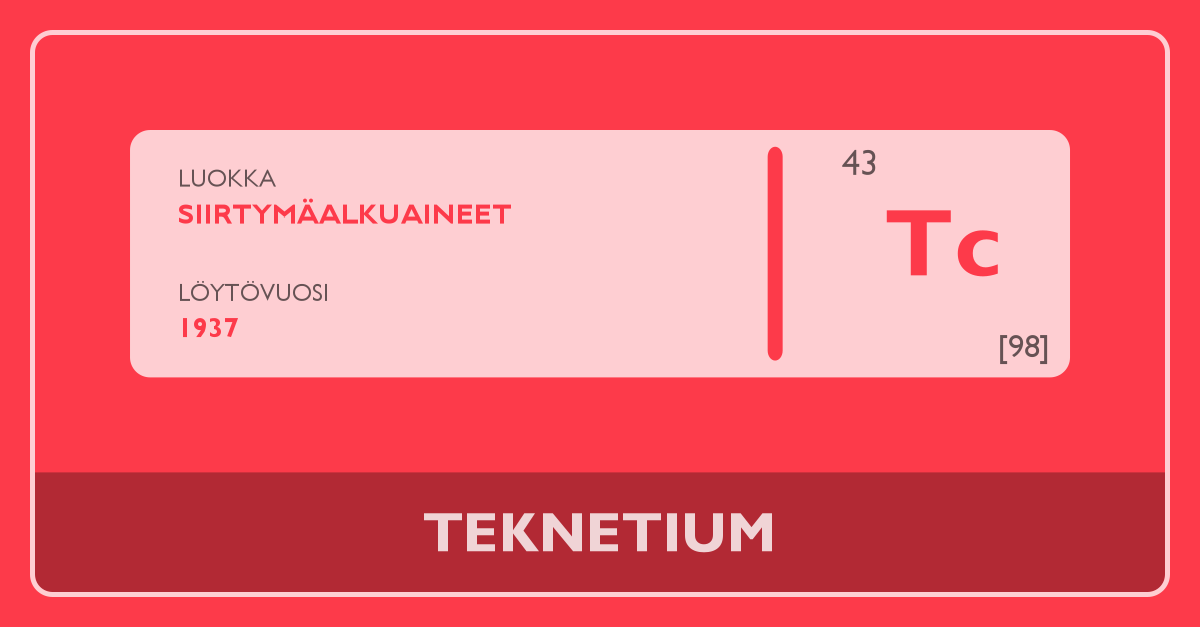 LUOKKA
SIIRTYMÄALKUAINEET
LÖYTÖVUOSI
1937
43
Tc
[98]
TEKNETIUM